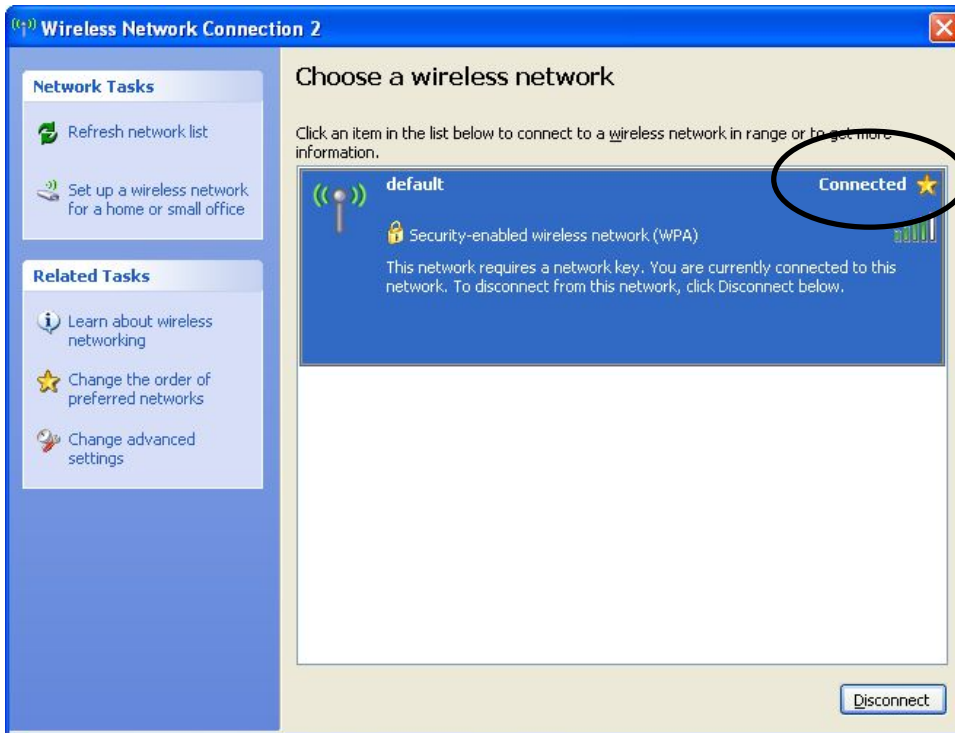 Wireless Network Connection 2
Network Tasks
Refresh network list
Set up a wireless network
for a home or small office
Related Tasks
Learn about wireless
networking
Change the order of
preferred networks
Change advanced
settings
Choose a wireless network
Click an item in the list below to connect to a wireless network in range or to get more
information.
default
Connected
Security-enabled wireless network (WPA)
This network requires a network key. You are currently connected to this
network. To disconnect from this network, click Disconnect below.
Disconnect